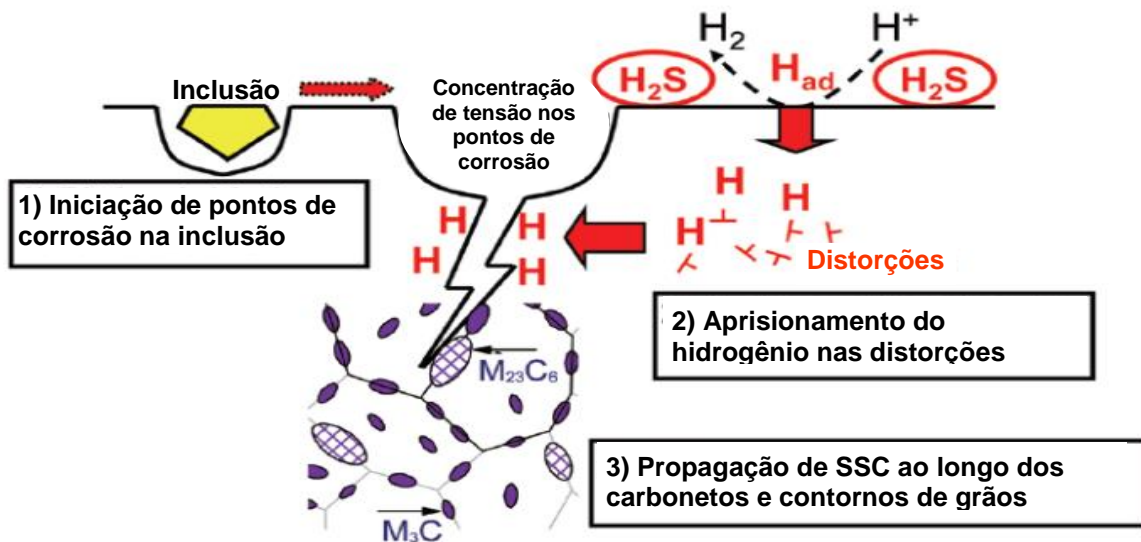 Inclusão
Concentração
de tensão nos
pontos de
corrosão
H₂
H⁺
H₂S
Had
H₂S
1) Iniciação de pontos de
corrosão na inclusão
H
H
H
H
H
H
H
Distorções
2) Aprisionamento do
hidrogênio nas distorções
M₂₃C₆
M₃C
3) Propagação de SSC ao longo dos
carbonetos e contornos de grãos